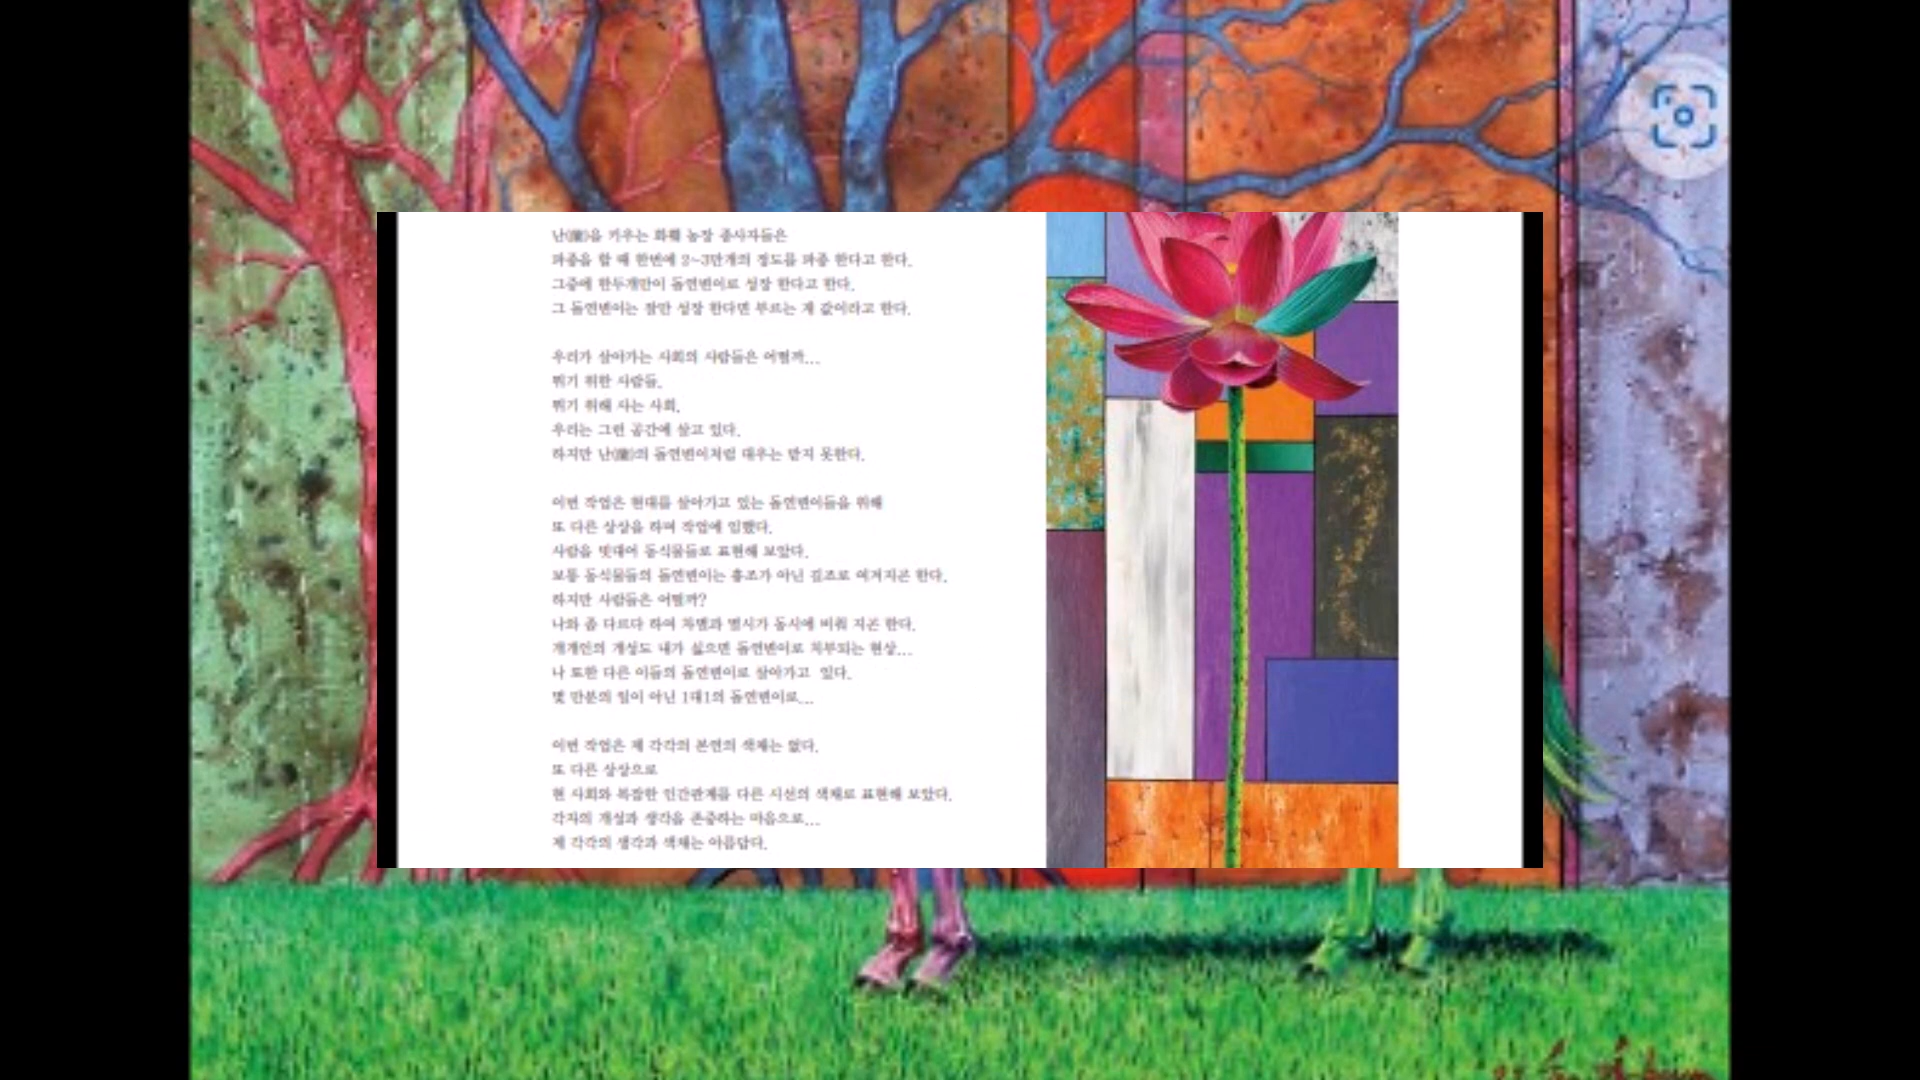 난(蘭)을 키우는 화훼 농장 종사자들은
파종을 할 때 한번에 2~3만개의 정도를 파종 한다고 한다.
그중에 한두개만이 돌연변이로 성장 한다고 한다.
그 돌연변이는 잘만 성장 한다면 부르는 게 값이라고 한다.
우리가 살아가는 사회의 사람들은 어떨까...
튀기 위한 사람들.
튀기 위해 사는 사회.
우리는 그런 공간에 살고 있다.
하지만 난(蘭)의 돌연변이처럼 대우는 받지 못한다.
이번 작업은 현대를 살아가고 있는 돌연변이들을 위해
또 다른 상상을 하며 작업에 임했다.
사람을 빗대어 동식물들로 표현해 보았다.
보통 동식물들의 돌연변이는 흉조가 아닌 길조로 여겨지곤 한다.
하지만 사람들은 어떨까?
나와 좀 다르다 하여 차별과 멸시가 동시에 비춰 지곤 한다.
개개인의 개성도 내가 싫으면 돌연변이로 치부되는 현상...
나 또한 다른 이들의 돌연변이로 살아가고 있다.
몇 만분의 일이 아닌 1대1의 돌연변이로...
이번 작업은 제 각각의 본연의 색채는 없다.
또 다른 상상으로
현 사회와 복잡한 인간관계를 다른 시선의 색채로 표현해 보았다.
각자의 개성과 생각을 존중하는 마음으로...
제 각각의 생각과 색채는 아름답다.